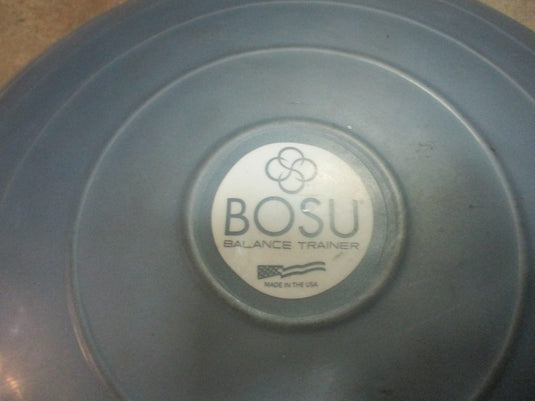 BOSU
BALANCE TRAINER
MADE IN THE USA